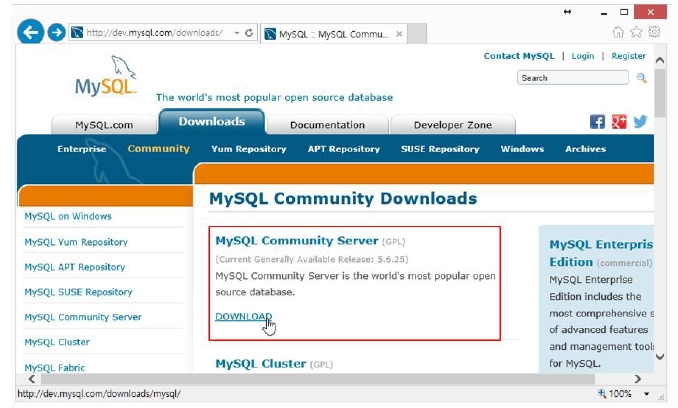 http://dev.mysql.com/downloads/
MySQL :: MySQL Commu...
Contact MySQL | Login | Register
MySQL
The world's most popular open source database
Search
MySQL.com
Downloads
Documentation
Developer Zone
Enterprise Community Yum Repository APT Repository SUSE Repository Windows Archives
MySQL on Windows
MySQL Yum Repository
MySQL APT Repository
MySQL SUSE Repository
MySQL Community Server
MySQL Cluster
MySQL Fabric
MySQL Community Downloads
MySQL Community Server (GPL)
(Current Generally Available Release: 5.6.25)
MySQL Community Server is the world's most popular open
source database.
DOWNLOAD
MySQL Cluster (GPL)
MySQL Enterpris
Edition (commercial)
MySQL Enterprise
Edition includes the
most comprehensive s
of advanced features
and management tools
for MySQL.
http://dev.mysql.com/downloads/mysql/
100%